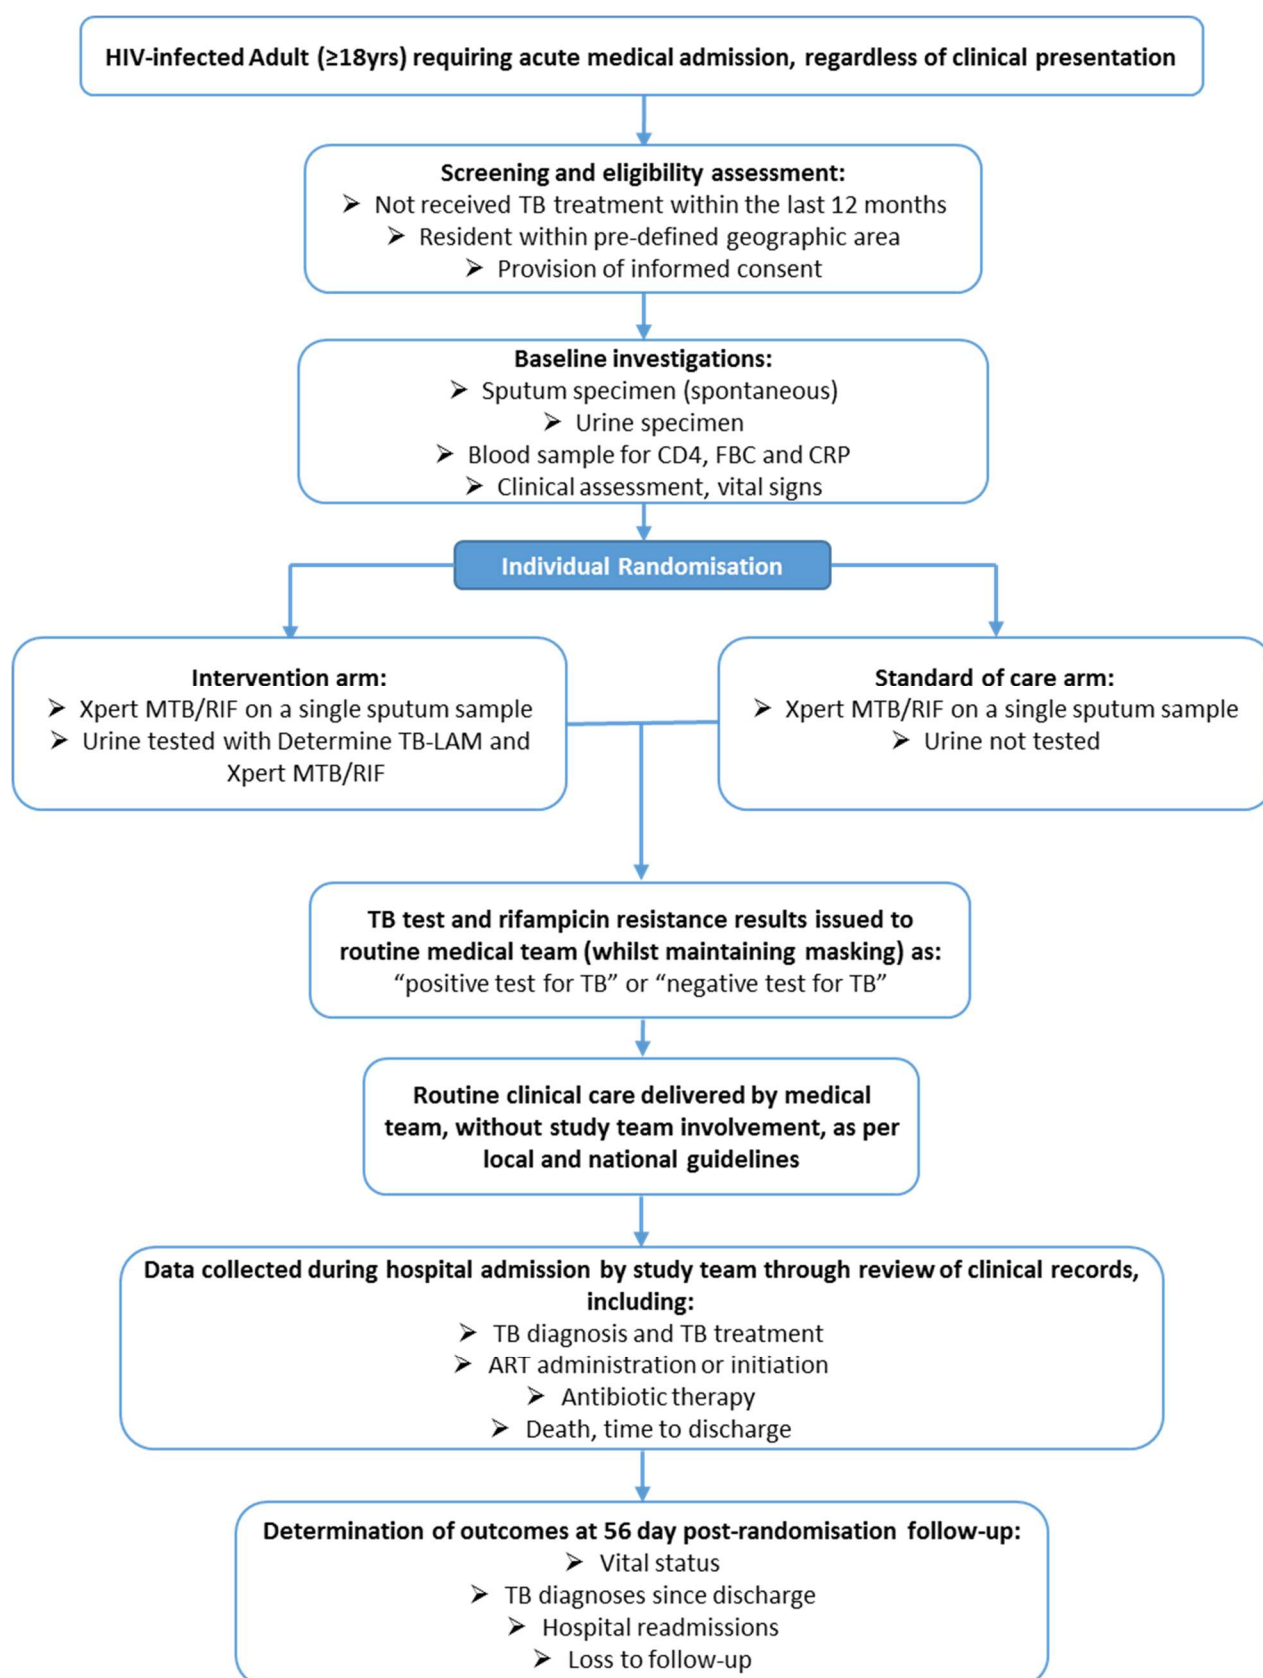 HIV-infected Adult (≥18yrs) requiring acute medical admission, regardless of clinical presentation
Screening and eligibility assessment:
➢ Not received TB treatment within the last 12 months
➢ Resident within pre-defined geographic area
➢ Provision of informed consent
Baseline investigations:
➢ Sputum specimen (spontaneous)
➢ Urine specimen
➢ Blood sample for CD4, FBC and CRP
➢ Clinical assessment, vital signs
Individual Randomisation
Intervention arm:
➢ Xpert MTB/RIF on a single sputum sample
➢ Urine tested with Determine TB-LAM and
Xpert MTB/RIF
Standard of care arm:
➢ Xpert MTB/RIF on a single sputum sample
➢ Urine not tested
TB test and rifampicin resistance results issued to
routine medical team (whilst maintaining masking) as:
“positive test for TB” or “negative test for TB”
Routine clinical care delivered by medical
team, without study team involvement, as per
local and national guidelines
Data collected during hospital admission by study team through review of clinical records,
including:
➢ TB diagnosis and TB treatment
➢ ART administration or initiation
➢ Antibiotic therapy
➢ Death, time to discharge
Determination of outcomes at 56 day post-randomisation follow-up:
➢ Vital status
➢ TB diagnoses since discharge
➢ Hospital readmissions
➢ Loss to follow-up